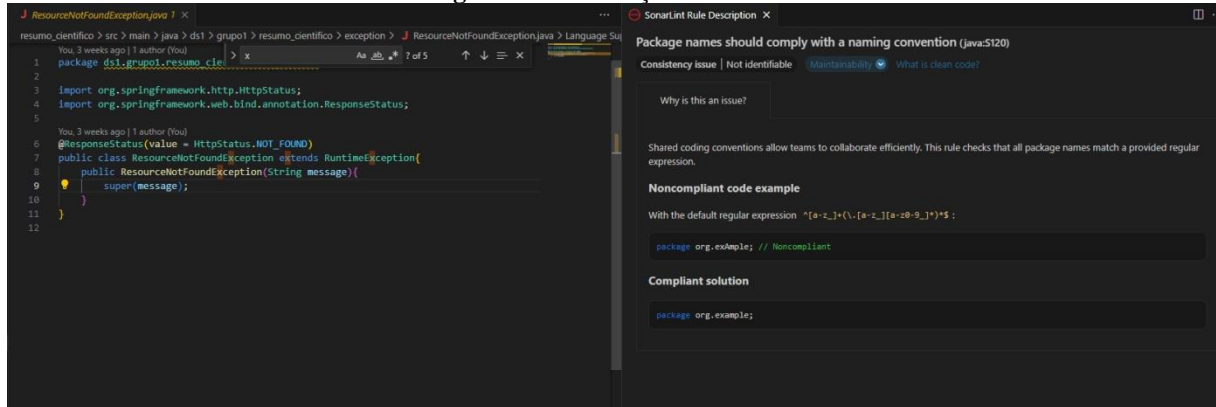 ResourceNotFoundException.java 1
resumo_cientifico > src > main > java > ds1 > grupo1 > resumo_cientifico > exception > ResourceNotFoundException.java > Language Su
You, 3 weeks ago | 1 author (You)
> x Aa ab, .* ? of 5
1 package ds1.grupo1.resumo_cie
2
3 import org.springframework.http.HttpStatus;
4 import org.springframework.web.bind.annotation.ResponseStatus;
5
You, 3 weeks ago | 1 author (You)
6 @ResponseStatus(value = HttpStatus.NOT_FOUND)
7 public class ResourceNotFoundException extends RuntimeException{
8 public ResourceNotFoundException(String message){
9 super(message);
10 }
11 }
12
SonarLint Rule Description
Package names should comply with a naming convention (java:S120)
Consistency issue | Not identifiable Maintainability What is clean code?
Why is this an issue?
Shared coding conventions allow teams to collaborate efficiently. This rule checks that all package names match a provided regular
expression.
Noncompliant code example
With the default regular expression ^[a-z_]+(\.[a-z_][a-z0-9_]*)*$ :
package org.exAmple; // Noncompliant
Compliant solution
package org.example;